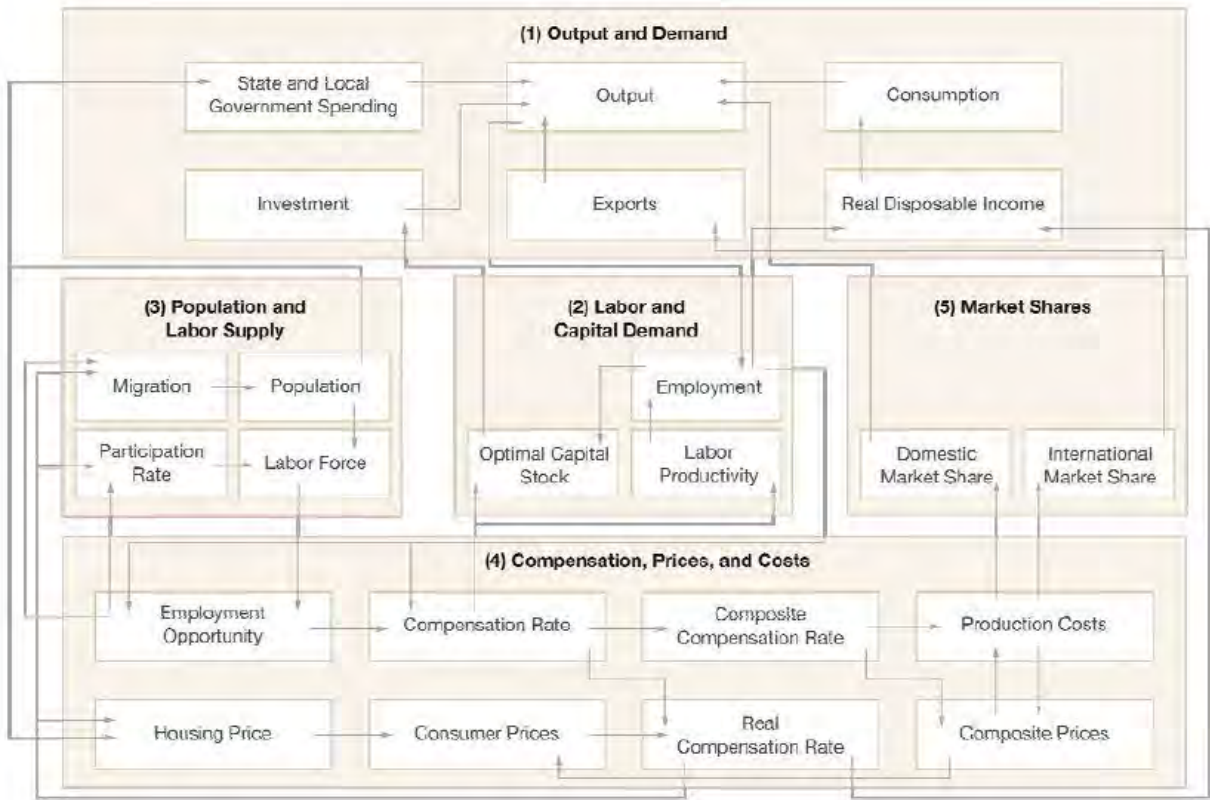 (1) Output and Demand
State and Local
Government Spending
Output
Consumption
Investment
Exports
Real Disposable Income
(3) Population and
Labor Supply
Migration
Population
Participation
Rate
Labor Force
(2) Labor and
Capital Demand
Employment
Optimal Capital
Stock
Labor
Productivity
(5) Market Shares
Domestic
Market Share
International
Market Share
(4) Compensation, Prices, and Costs
Employment
Opportunity
Compensation Rate
Composite
Compensation Rate
Production Costs
Housing Price
Consumer Prices
Real
Compensation Rate
Composite Prices